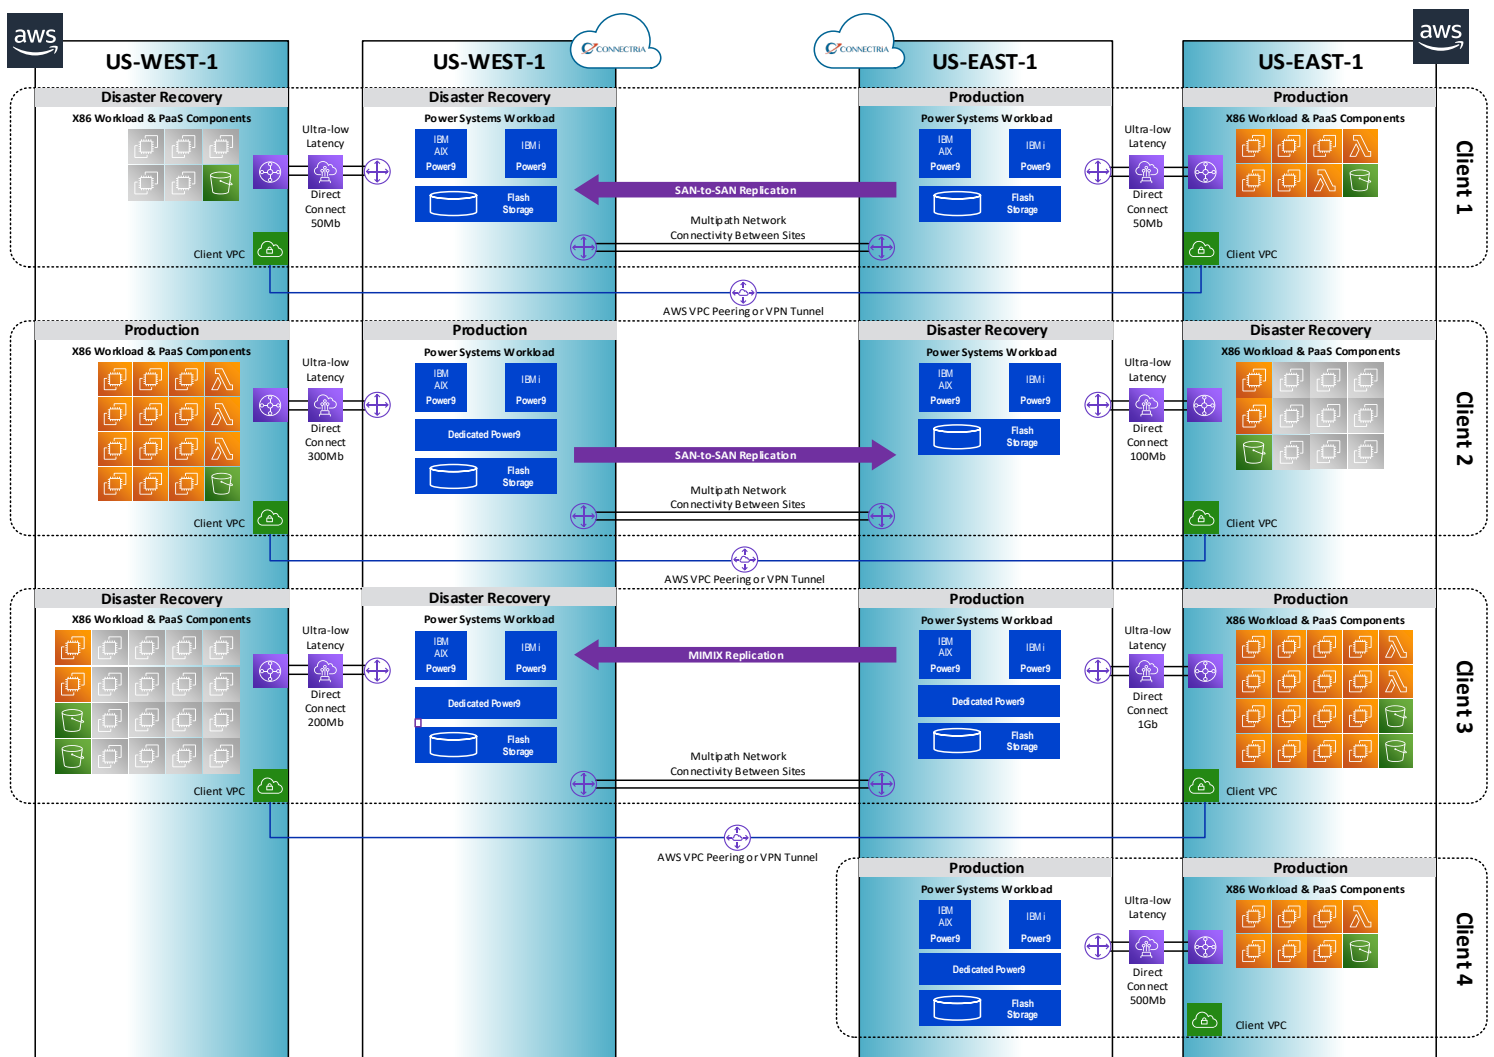 aws
US-WEST-1
US-WEST-1
CONNECTRIA
CONNECTRIA
US-EAST-1
US-EAST-1
aws
Client 1
Disaster Recovery
X86 Workload & PaaS Components
Client VPC
Ultra-low
Latency
Direct
Connect
50Mb
Disaster Recovery
Power Systems Workload
IBM
AIX
Power9
IBM i
Power9
Flash
Storage
SAN-to-SAN Replication
Multipath Network
Connectivity Between Sites
Production
Power Systems Workload
IBM
AIX
Power9
IBM i
Power9
Flash
Storage
Ultra-low
Latency
Direct
Connect
50Mb
Production
X86 Workload & PaaS Components
Client VPC
AWS VPC Peering or VPN Tunnel
Client 2
Production
X86 Workload & PaaS Components
Client VPC
Ultra-low
Latency
Direct
Connect
300Mb
Production
Power Systems Workload
IBM
AIX
Power9
IBM i
Power9
Dedicated Power9
Flash
Storage
SAN-to-SAN Replication
Multipath Network
Connectivity Between Sites
Disaster Recovery
Power Systems Workload
IBM
AIX
Power9
IBM i
Power9
Flash
Storage
Ultra-low
Latency
Direct
Connect
100Mb
Disaster Recovery
X86 Workload & PaaS Components
Client VPC
AWS VPC Peering or VPN Tunnel
Client 3
Disaster Recovery
X86 Workload & PaaS Components
Client VPC
Ultra-low
Latency
Direct
Connect
200Mb
Disaster Recovery
Power Systems Workload
IBM
AIX
Power9
IBM i
Power9
Dedicated Power9
Flash
Storage
MIMIX Replication
Multipath Network
Connectivity Between Sites
Production
Power Systems Workload
IBM
AIX
Power9
IBM i
Power9
Dedicated Power9
Flash
Storage
Ultra-low
Latency
Direct
Connect
1Gb
Production
X86 Workload & PaaS Components
Client VPC
AWS VPC Peering or VPN Tunnel
Client 4
Production
Power Systems Workload
IBM
AIX
Power9
IBM i
Power9
Dedicated Power9
Flash
Storage
Ultra-low
Latency
Direct
Connect
500Mb
Production
X86 Workload & PaaS Components
Client VPC